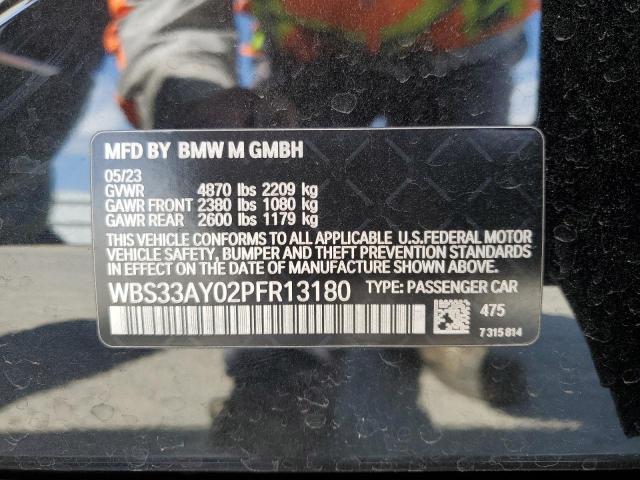 MFD BY BMW M GMBH
05/23
GVWR 4870 lbs 2209 kg
GAWR FRONT 2380 lbs 1080 kg
GAWR REAR 2600 lbs 1179 kg
THIS VEHICLE CONFORMS TO ALL APPLICABLE U.S.FEDERAL MOTOR
VEHICLE SAFETY, BUMPER AND THEFT PREVENTION STANDARDS
IN EFFECT ON THE DATE OF MANUFACTURE SHOWN ABOVE.
WBS33AY02PFR13180 TYPE: PASSENGER CAR
475
7 315 814